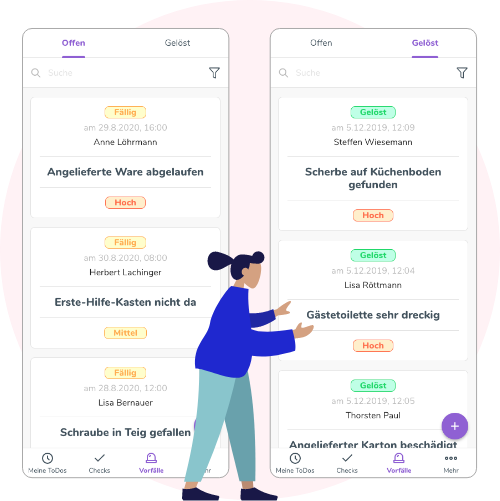 Offen
Gelöst
Suche
Fällig
am 29.8.2020, 16:00
Anne Löhrmann
Angelieferte Ware abgelaufen
Hoch
Fällig
am 30.8.2020, 08:00
Herbert Lachinger
Erste-Hilfe-Kasten nicht da
Mittel
Fällig
am 28.8.2020, 12:00
Lisa Bernauer
Schraube in Teig gefallen
Meine ToDos
Checks
Vorfälle
Offen
Gelöst
Suche
Gelöst
am 5.12.2019, 12:09
Steffen Wiesemann
Scherbe auf Küchenboden
gefunden
Hoch
Gelöst
am 5.12.2019, 12:04
Lisa Röttmann
Gästetoilette sehr dreckig
Hoch
Gelöst
am 5.12.2019, 12:05
Thorsten Paul
Angelieferter Karton beschädigt
Meine ToDos
Checks
Vorfälle
Mehr